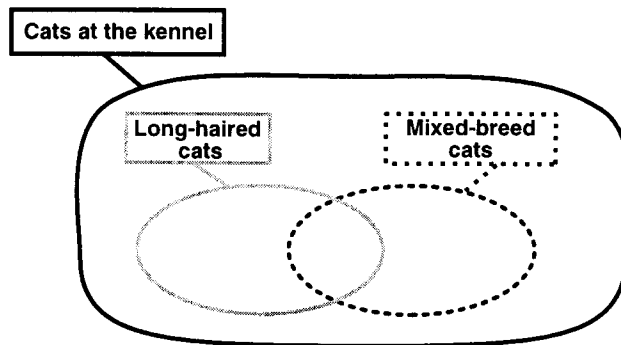 Cats at the kennel
Long-haired
cats
Mixed-breed
cats